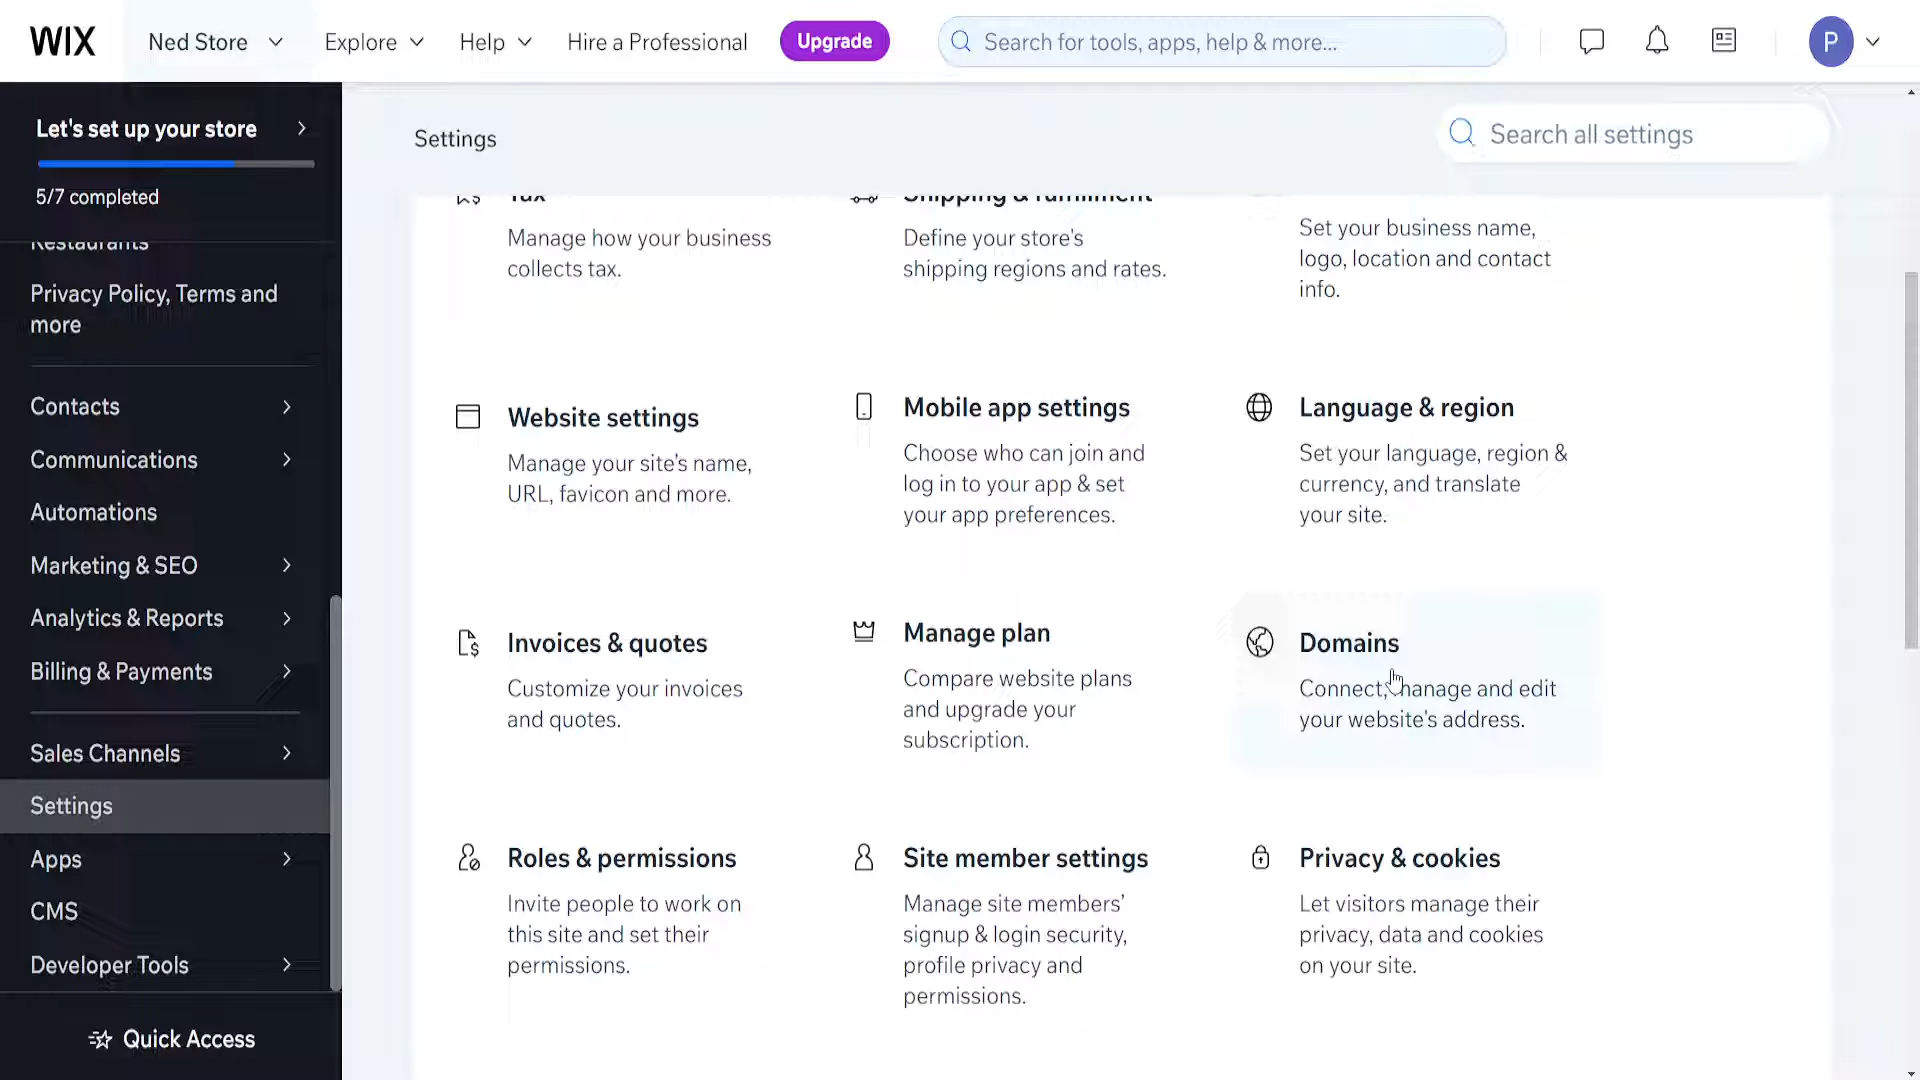 WIX
Ned Store
Explore
Help
Hire a Professional
Upgrade
Search for tools, apps, help & more...
P
Let's set up your store
5/7 completed
Restaurants
Privacy Policy, Terms and
more
Contacts
Communications
Automations
Marketing & SEO
Analytics & Reports
Billing & Payments
Sales Channels
Settings
Apps
CMS
Developer Tools
Quick Access
Settings
Search all settings
Tax
Manage how your business
collects tax.
Shipping & fulfillment
Define your store's
shipping regions and rates.
Set your business name,
logo, location and contact
info.
Website settings
Manage your site's name,
URL, favicon and more.
Mobile app settings
Choose who can join and
log in to your app & set
your app preferences.
Language & region
Set your language, region &
currency, and translate
your site.
Invoices & quotes
Customize your invoices
and quotes.
Manage plan
Compare website plans
and upgrade your
subscription.
Domains
Connect, manage and edit
your website's address.
Roles & permissions
Invite people to work on
this site and set their
permissions.
Site member settings
Manage site members’
signup & login security,
profile privacy and
permissions.
Privacy & cookies
Let visitors manage their
privacy, data and cookies
on your site.